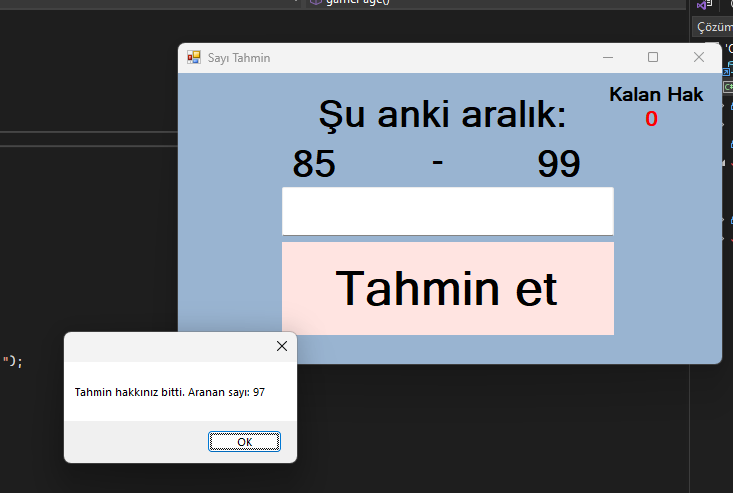 Çözüm
Sayı Tahmin
Kalan Hak
0
Şu anki aralık:
85 - 99
Tahmin et
");
Tahmin hakkınız bitti. Aranan sayı: 97
OK